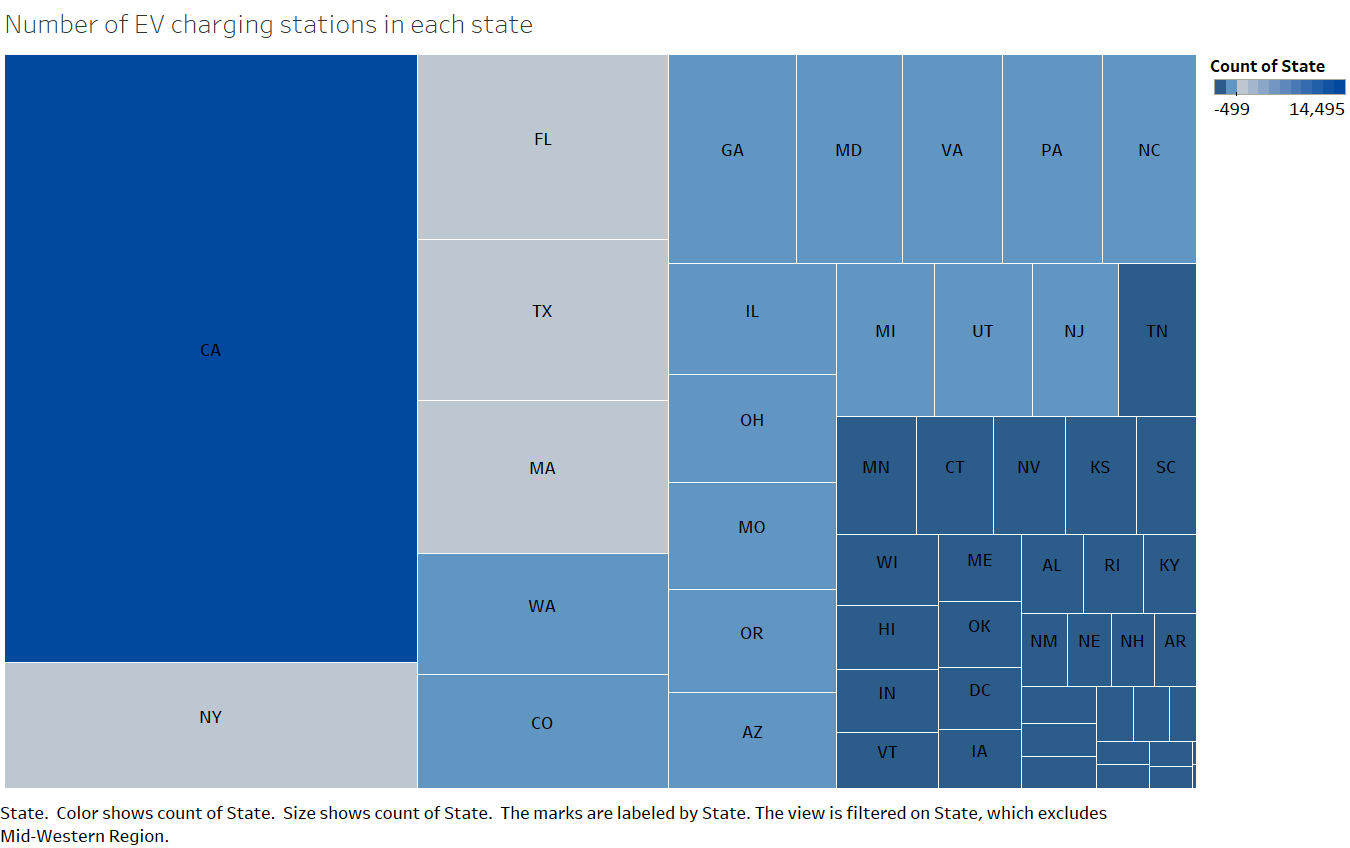 Number of EV charging stations in each state
Count of State
-499 14,495
CA
NY
FL
TX
MA
WA
CO
GA
MD
VA
PA
NC
IL
OH
MO
OR
AZ
MI
UT
NJ
TN
MN
CT
NV
KS
SC
WI
HI
IN
VT
ME
OK
DC
IA
AL
RI
KY
NM
NE
NH
AR
State.  Color shows count of State.  Size shows count of State.  The marks are labeled by State. The view is filtered on State, which excludes
Mid-Western Region.